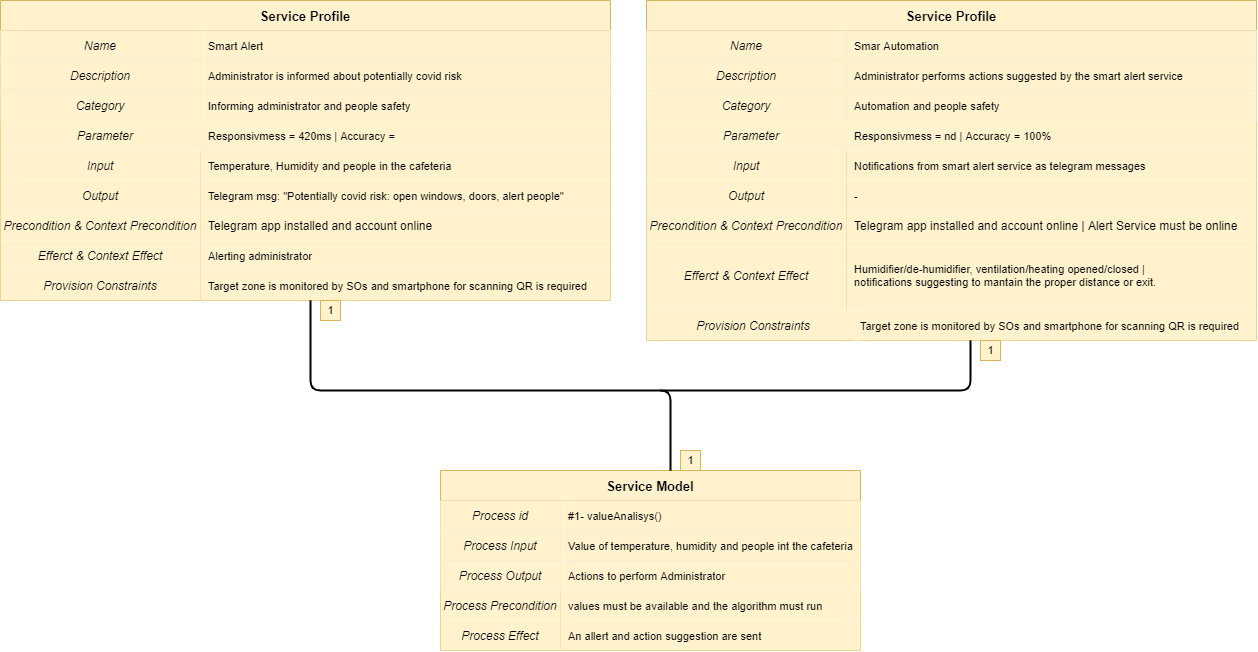 Service Profile
Name Smart Alert
Description Administrator is informed about potentially covid risk
Category Informing administrator and people safety
Parameter Responsivmess = 420ms | Accuracy =
Input Temperature, Humidity and people in the cafeteria
Output Telegram msg: "Potentially covid risk: open windows, doors, alert people"
Precondition & Context Precondition Telegram app installed and account online
Efferct & Context Effect Alerting administrator
Provision Constraints Target zone is monitored by SOs and smartphone for scanning QR is required
1
Service Profile
Name Smar Automation
Description Administrator performs actions suggested by the smart alert service
Category Automation and people safety
Parameter Responsivmess = nd | Accuracy = 100%
Input Notifications from smart alert service as telegram messages
Output -
Precondition & Context Precondition Telegram app installed and account online | Alert Service must be online
Efferct & Context Effect Humidifier/de-humidifier, ventilation/heating opened/closed |
notifications suggesting to mantain the proper distance or exit.
Provision Constraints Target zone is monitored by SOs and smartphone for scanning QR is required
1
1
Service Model
Process id #1- valueAnalisys()
Process Input Value of temperature, humidity and people int the cafeteria
Process Output Actions to perform Administrator
Process Precondition values must be available and the algorithm must run
Process Effect An allert and action suggestion are sent